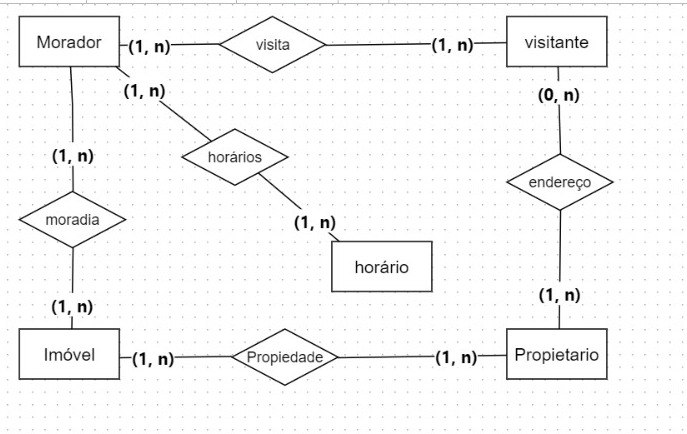 Morador
(1, n)
visita
(1, n)
visitante
(1, n)
(0, n)
(1, n)
horários
endereço
moradia
(1, n)
horário
(1, n)
(1, n)
Imóvel
(1, n)
Propiedade
(1, n)
Propietario